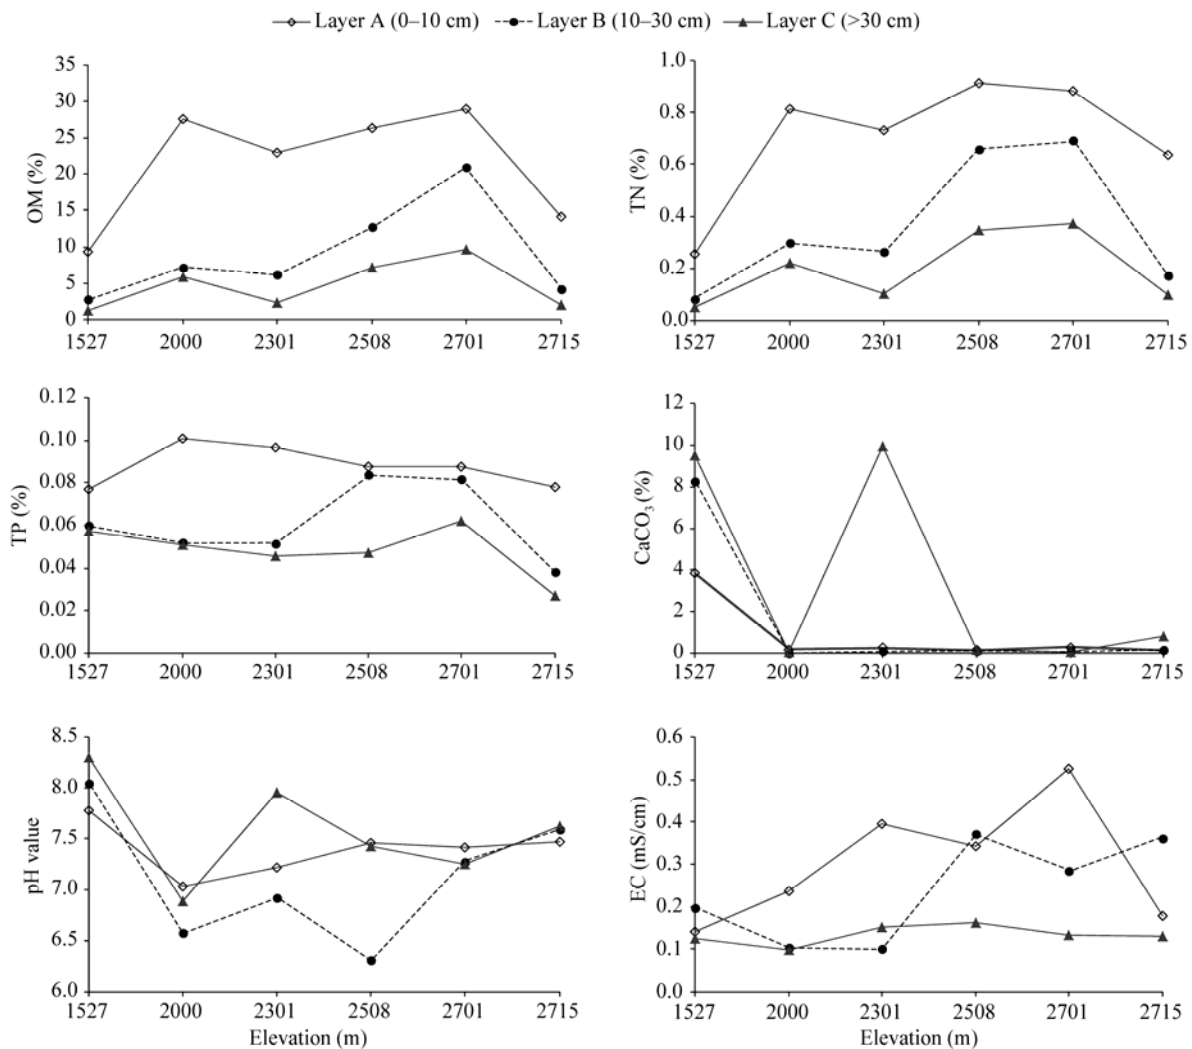 Layer A (0–10 cm) Layer B (10–30 cm) Layer C (>30 cm)
OM (%)
35
30
25
20
15
10
5
0
1527 2000 2301 2508 2701 2715
TN (%)
1.0
0.8
0.6
0.4
0.2
0.0
1527 2000 2301 2508 2701 2715
TP (%)
0.12
0.10
0.08
0.06
0.04
0.02
0.00
1527 2000 2301 2508 2701 2715
CaCO₃ (%)
12
10
8
6
4
2
0
1527 2000 2301 2508 2701 2715
pH value
8.5
8.0
7.5
7.0
6.5
6.0
1527 2000 2301 2508 2701 2715
Elevation (m)
EC (mS/cm)
0.6
0.5
0.4
0.3
0.2
0.1
0.0
1527 2000 2301 2508 2701 2715
Elevation (m)